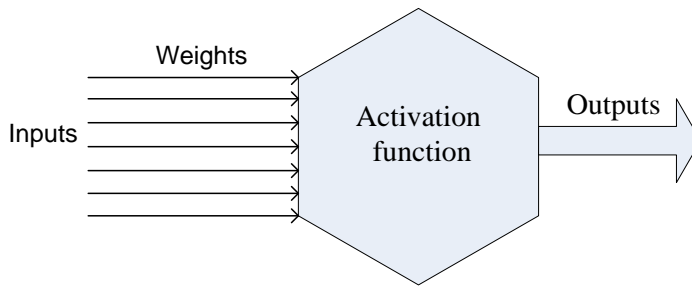 Weights
Inputs
Activation
function
Outputs